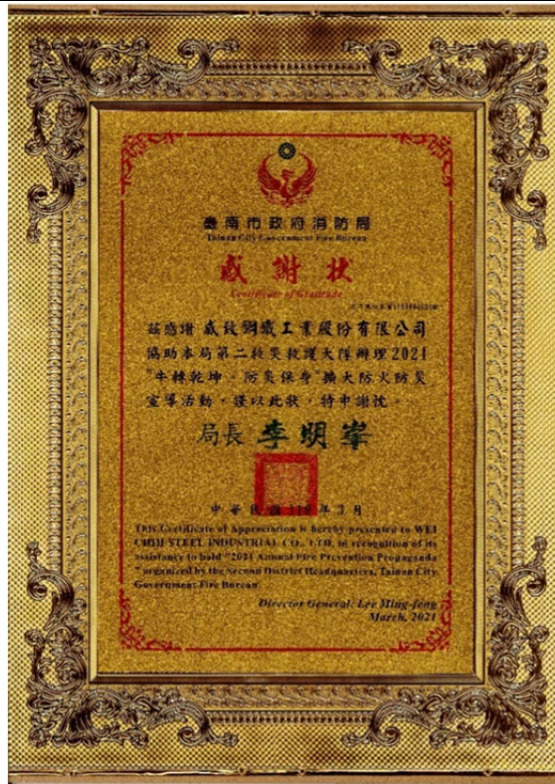 臺南市政府消防局
Tainan City Government Fire Bureau
感謝狀
Certificate of Gratitude
茲感謝 威致鋼鐵工業股份有限公司
協助本局第二救災救護大隊辦理2021
"牛轉乾坤、防災保身"擴大防火防災
宣導活動,謹以此狀,特申謝忱。
局長 李明峯
中華民國110年3月
This Certificate of Appreciation is hereby presented to WEI
CHIH STEEL INDUSTRIAL CO., LTD. in recognition of its
assistance to hold "2021 Annual Fire Prevention Propaganda
" organized by the Second District Headquarters, Tainan City
Government Fire Bureau.
Director General: Lee Ming-feng
March, 2021